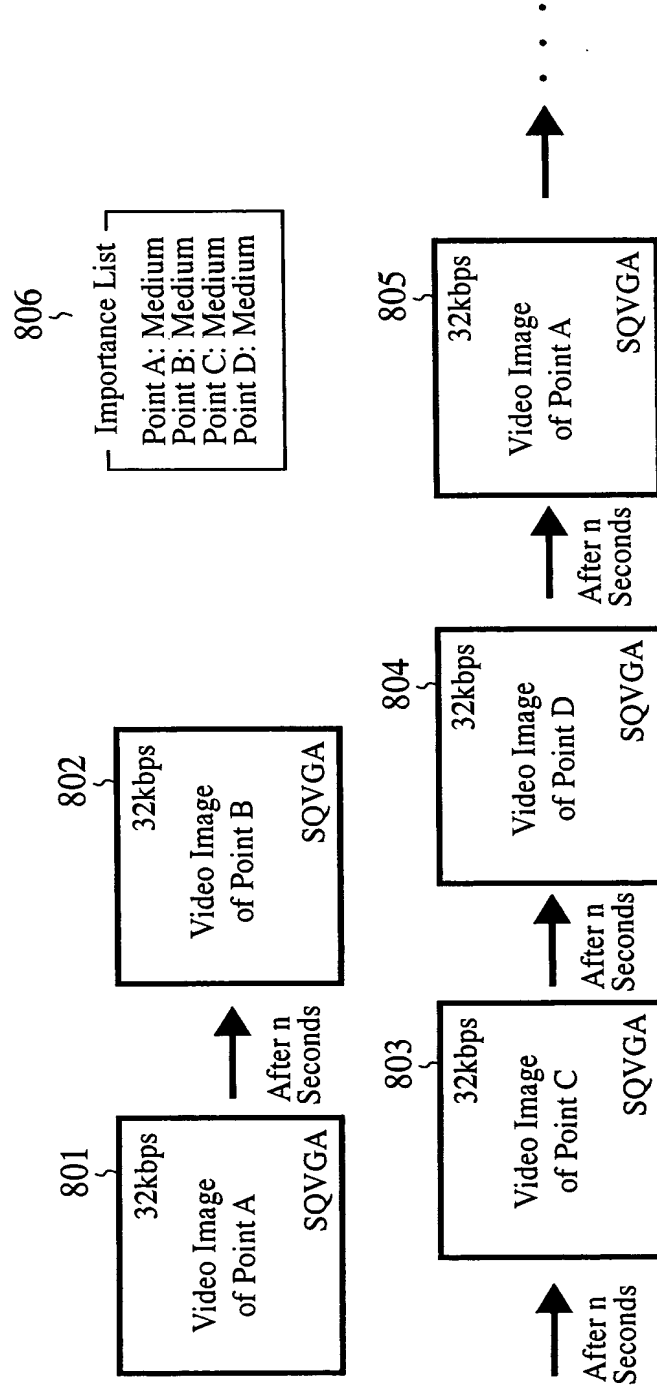 806
Importance List
Point A: Medium
Point B: Medium
Point C: Medium
Point D: Medium
801
32kbps
Video Image
of Point A
SQVGA
After n
Seconds
802
32kbps
Video Image
of Point B
SQVGA
After n
Seconds
803
32kbps
Video Image
of Point C
SQVGA
After n
Seconds
804
32kbps
Video Image
of Point D
SQVGA
After n
Seconds
805
32kbps
Video Image
of Point A
SQVGA
. . .